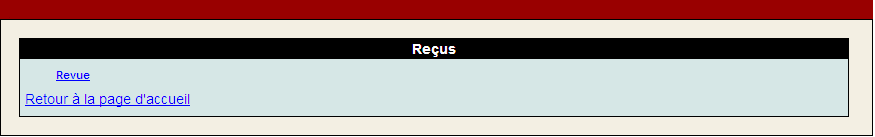 Reçus
Revue
Retour à la page d'accueil